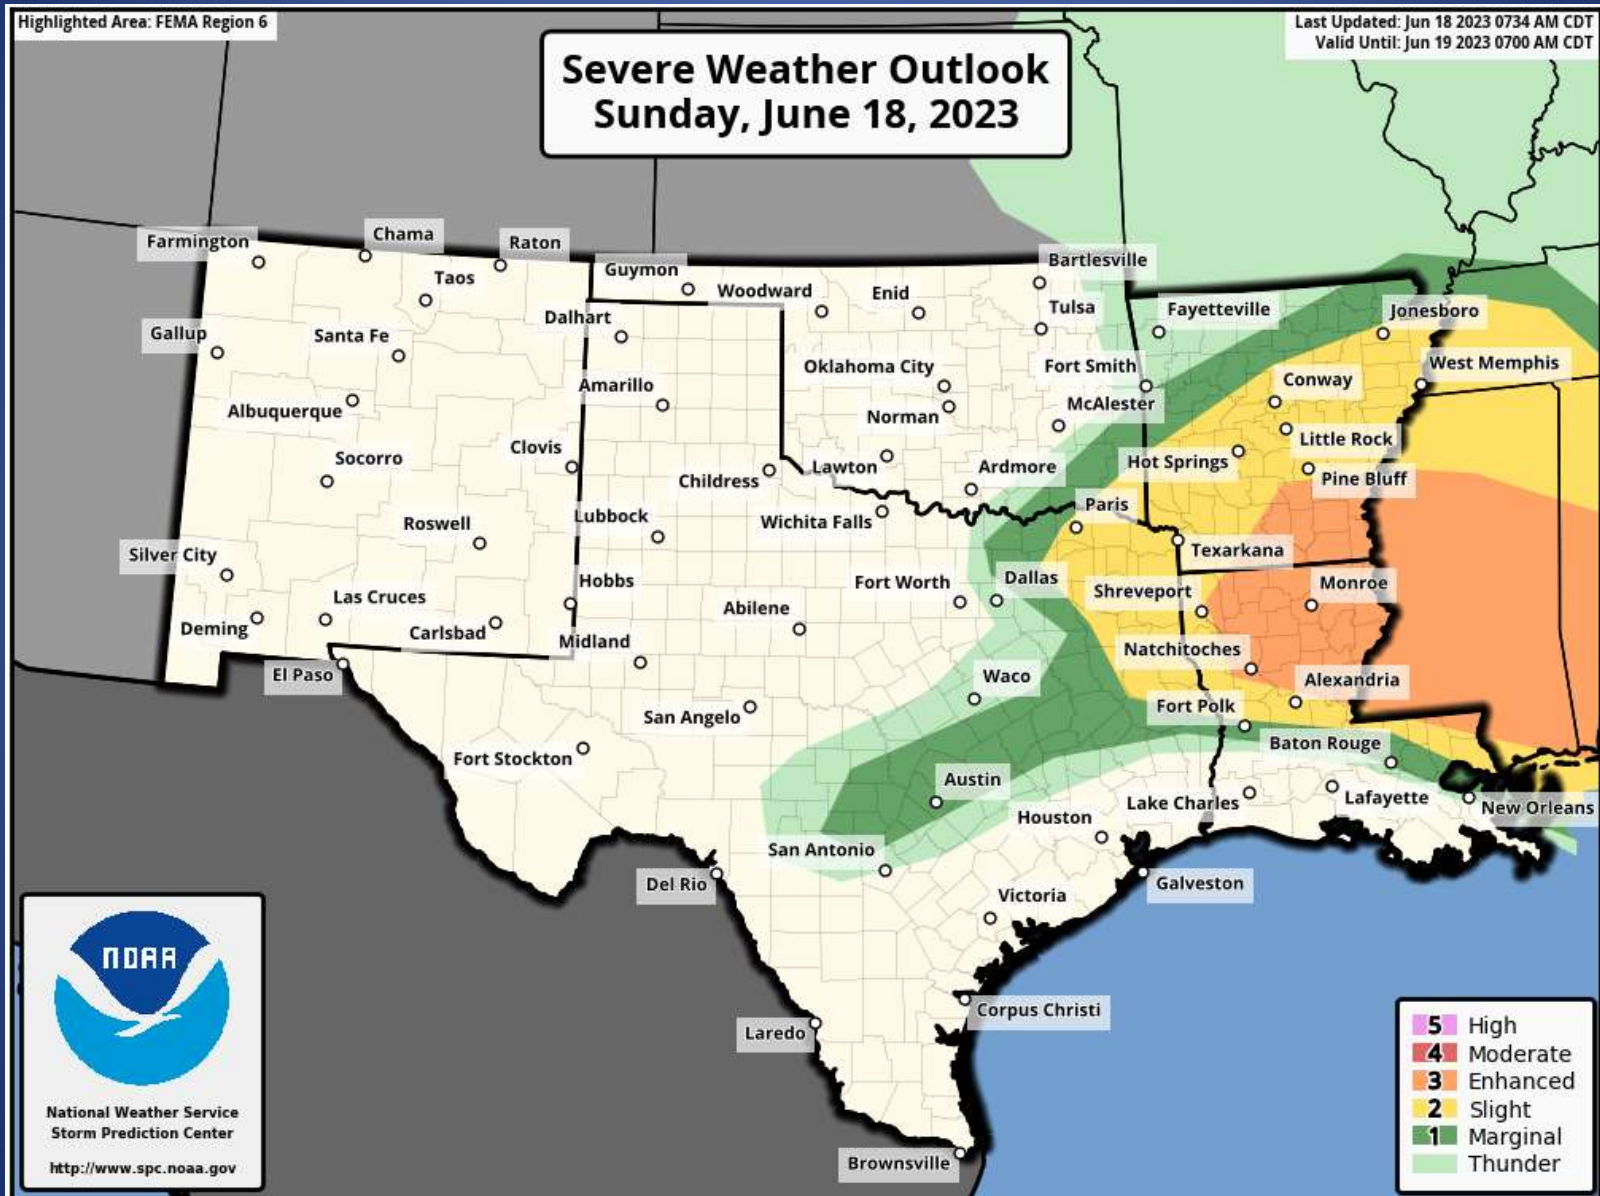 Highlighted Area: FEMA Region 6
Last Updated: Jun 18 2023 0734 AM CDT
Valid Until: Jun 19 2023 0700 AM CDT
Severe Weather Outlook
Sunday, June 18, 2023
Farmington
Chama
Raton
Taos
Guymon
Woodward
Enid
Bartlesville
Tulsa
Fayetteville
Jonesboro
Gallup
Santa Fe
Dalhart
Oklahoma City
Fort Smith
West Memphis
Conway
Albuquerque
Amarillo
Norman
McAlester
Little Rock
Socorro
Clovis
Childress
Lawton
Ardmore
Hot Springs
Pine Bluff
Roswell
Lubbock
Wichita Falls
Paris
Texarkana
Silver City
Las Cruces
Hobbs
Fort Worth
Dallas
Shreveport
Monroe
Deming
Carlsbad
Midland
Abilene
Natchitoches
El Paso
San Angelo
Waco
Alexandria
Fort Polk
Fort Stockton
Baton Rouge
Austin
Houston
Lake Charles
Lafayette
New Orleans
San Antonio
Del Rio
Victoria
Galveston
Corpus Christi
Laredo
Brownsville
NOAA
National Weather Service
Storm Prediction Center
http://www.spc.noaa.gov
5 High
4 Moderate
3 Enhanced
2 Slight
1 Marginal
Thunder